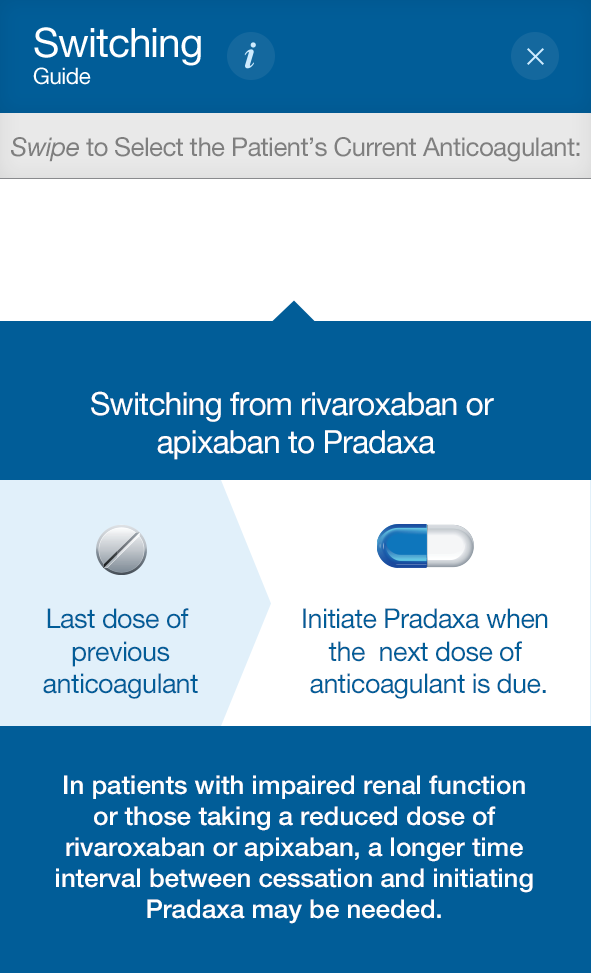 Switching
Guide
i
Swipe to Select the Patient's Current Anticoagulant:
Switching from rivaroxaban or
apixaban to Pradaxa
Last dose of
previous
anticoagulant
Initiate Pradaxa when
the next dose of
anticoagulant is due.
In patients with impaired renal function
or those taking a reduced dose of
rivaroxaban or apixaban, a longer time
interval between cessation and initiating
Pradaxa may be needed.